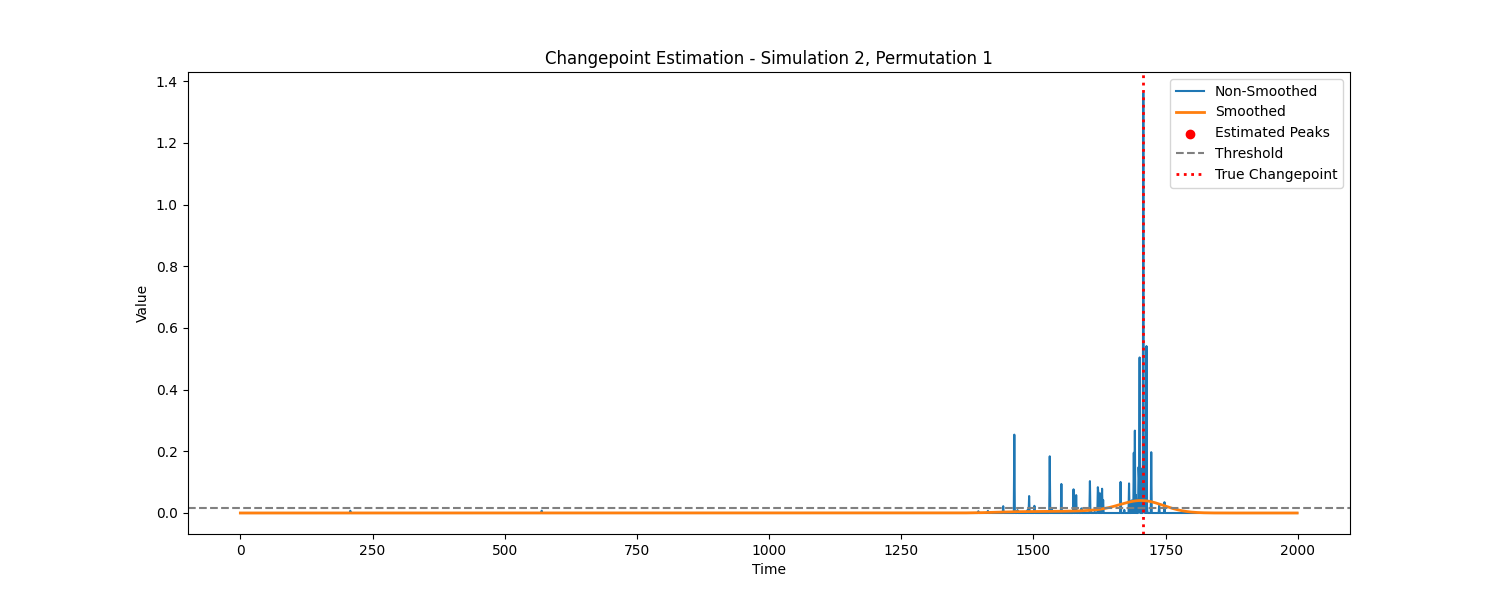 Changepoint Estimation - Simulation 2, Permutation 1
1.4
1.2
1.0
0.8
0.6
0.4
0.2
0.0
Value
Non-Smoothed
Smoothed
Estimated Peaks
Threshold
True Changepoint
0 250 500 750 1000 1250 1500 1750 2000
Time